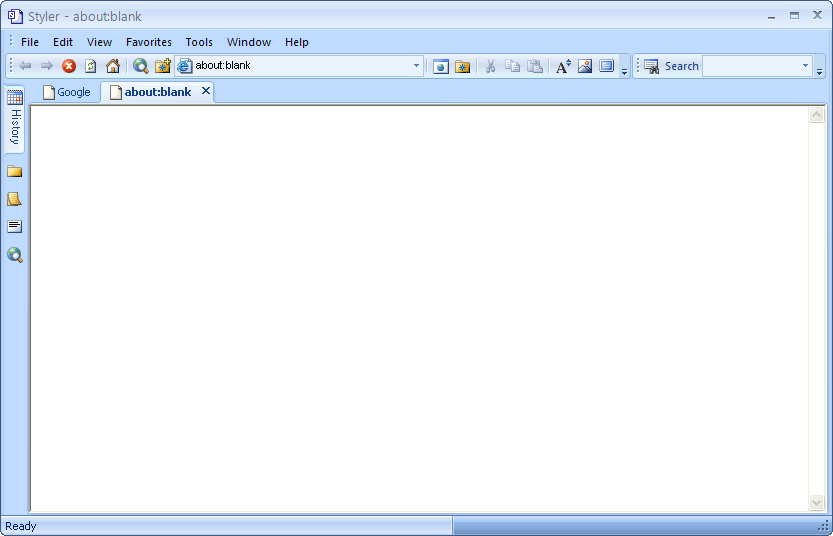 Styler - about:blank
File Edit View Favorites Tools Window Help
about:blank A Search
Google about:blank
History
Ready